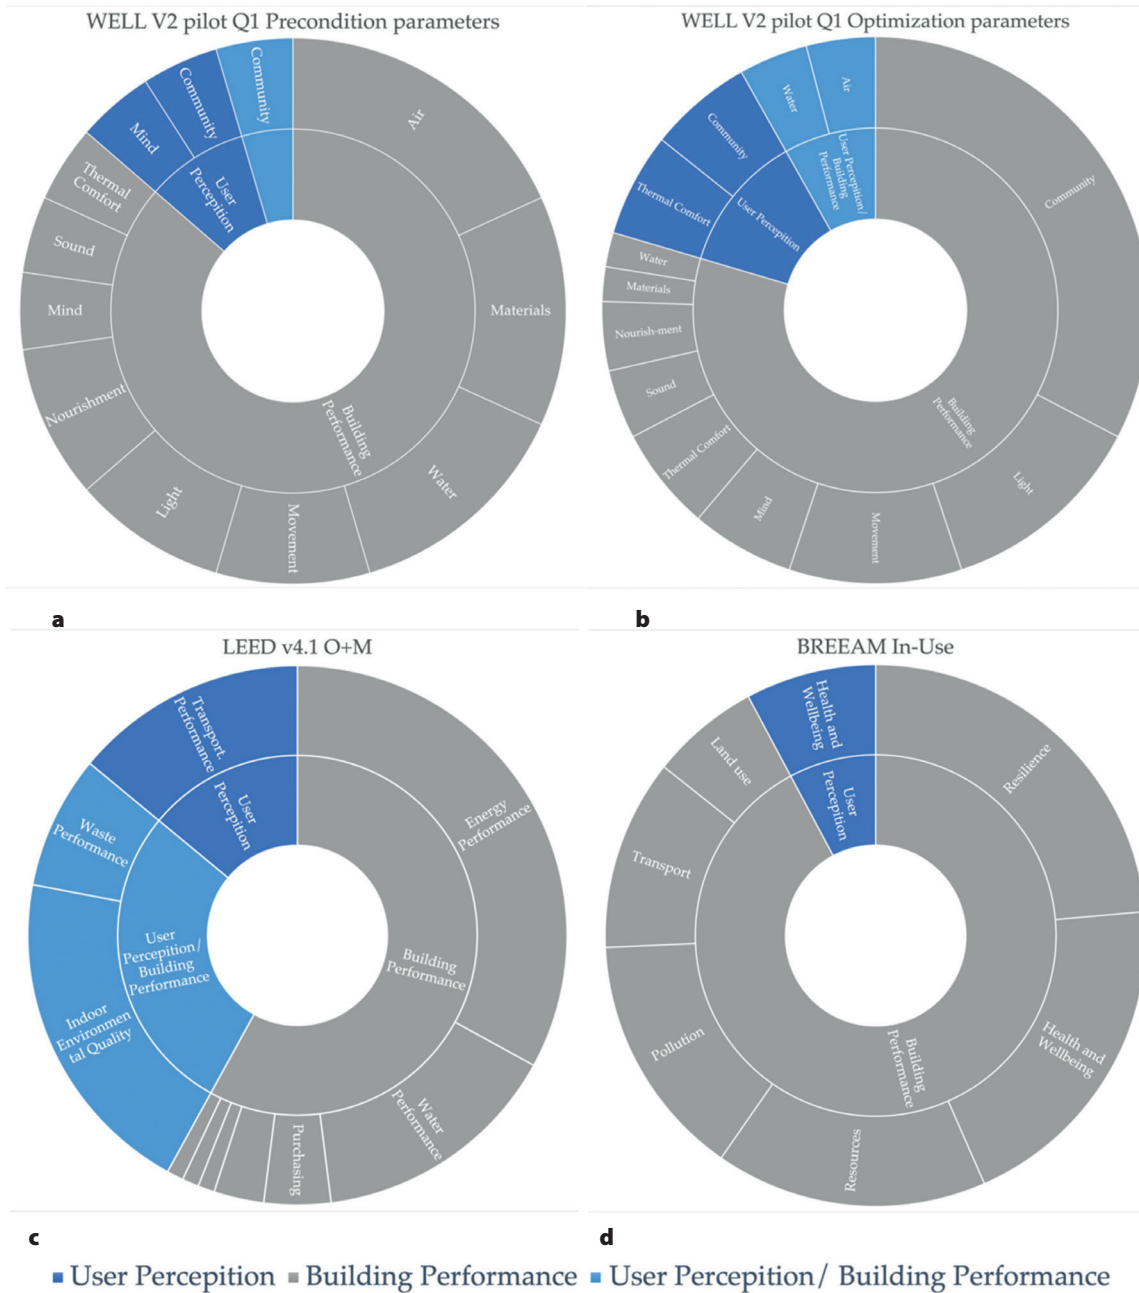 WELL V2 pilot Q1 Precondition parameters
Community
Community
Mind
Thermal
Comfort
Sound
Mind
Nourishment
Light
Movement
Water
Materials
Air
User
Percepition
Building
Performance
a
WELL V2 pilot Q1 Optimization parameters
Air
Water
Community
Thermal Comfort
Water
Materials
Nourish-ment
Sound
Thermal Comfort
Mind
Movement
Light
Community
User Percepition/
Building
Performance
User Percepition
Building
Performance
b
LEED v4.1 O+M
Transport.
Performance
Waste
Performance
Indoor
Environmen
tal Quality
Purchasing
Water
Performance
Energy
Performance
User
Percepition
User
Percepition/
Building
Performance
Building
Performance
c
BREEAM In-Use
Health and
Wellbeing
Land use
Transport
Pollution
Resources
Health and
Wellbeing
Resilience
User
Percepition
Building
Performance
d
User Percepition Building Performance User Percepition/ Building Performance